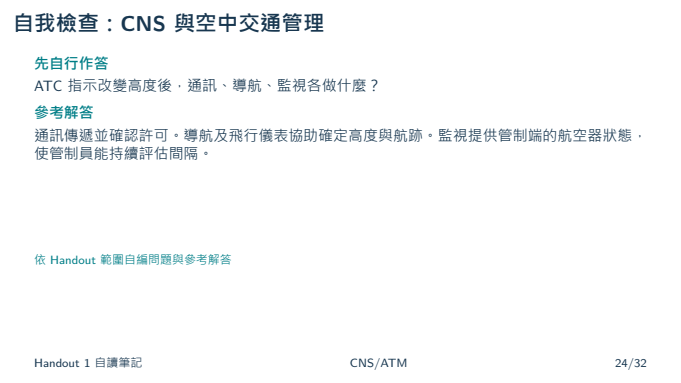 自我檢查：CNS 與空中交通管理
先自行作答
ATC 指示改變高度後，通訊、導航、監視各做什麼？
參考解答
通訊傳遞並確認許可。導航及飛行儀表協助確定高度與航跡。監視提供管制端的航空器狀態，
使管制員能持續評估間隔。
依 Handout 範圍自編問題與參考解答
Handout 1 自讀筆記
CNS/ATM
24/32